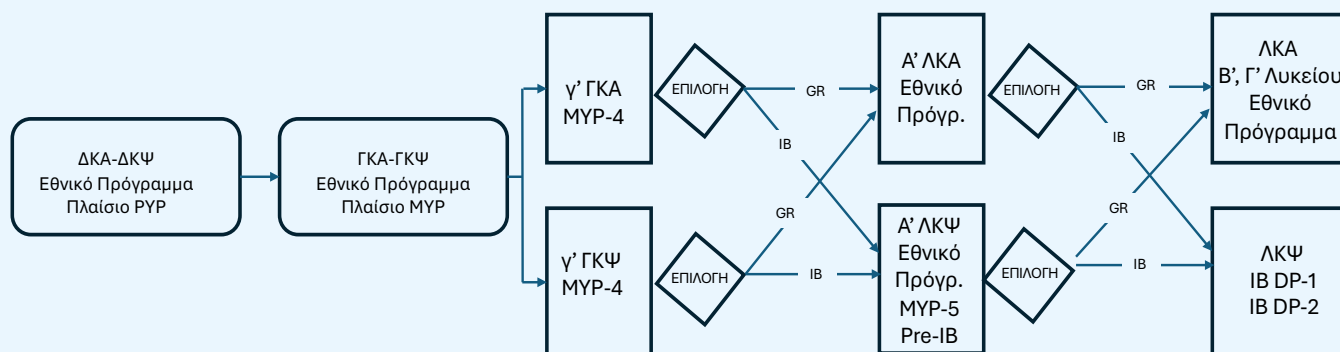 ΔΚΑ-ΔΚΨ
Εθνικό Πρόγραμμα
Πλαίσιο PYP
ΓΚΑ-ΓΚΨ
Εθνικό Πρόγραμμα
Πλαίσιο MYP
γ’ ΓΚΑ
MYP-4
ΕΠΙΛΟΓΗ
GR
IB
γ’ ΓΚΨ
MYP-4
ΕΠΙΛΟΓΗ
GR
IB
Α’ ΛΚΑ
Εθνικό
Πρόγρ.
ΕΠΙΛΟΓΗ
GR
IB
Α’ ΛΚΨ
Εθνικό
Πρόγρ.
MYP-5
Pre-IB
ΕΠΙΛΟΓΗ
GR
IB
ΛΚΑ
Β’, Γ’ Λυκείου
Εθνικό
Πρόγραμμα
ΛΚΨ
IB DP-1
IB DP-2